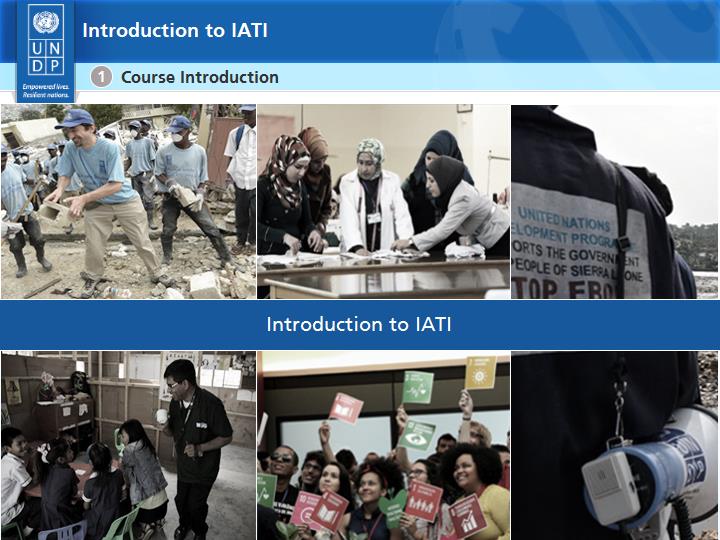 Introduction to IATI
U N
D P
Empowered lives.
Resilient nations.
1 Course Introduction
UNITED NATIONS
ELOPMENT PROGRA
PORTS THE GOVERNMENT
PEOPLE OF SIERRA LEONE
TOP EBO
Introduction to IATI